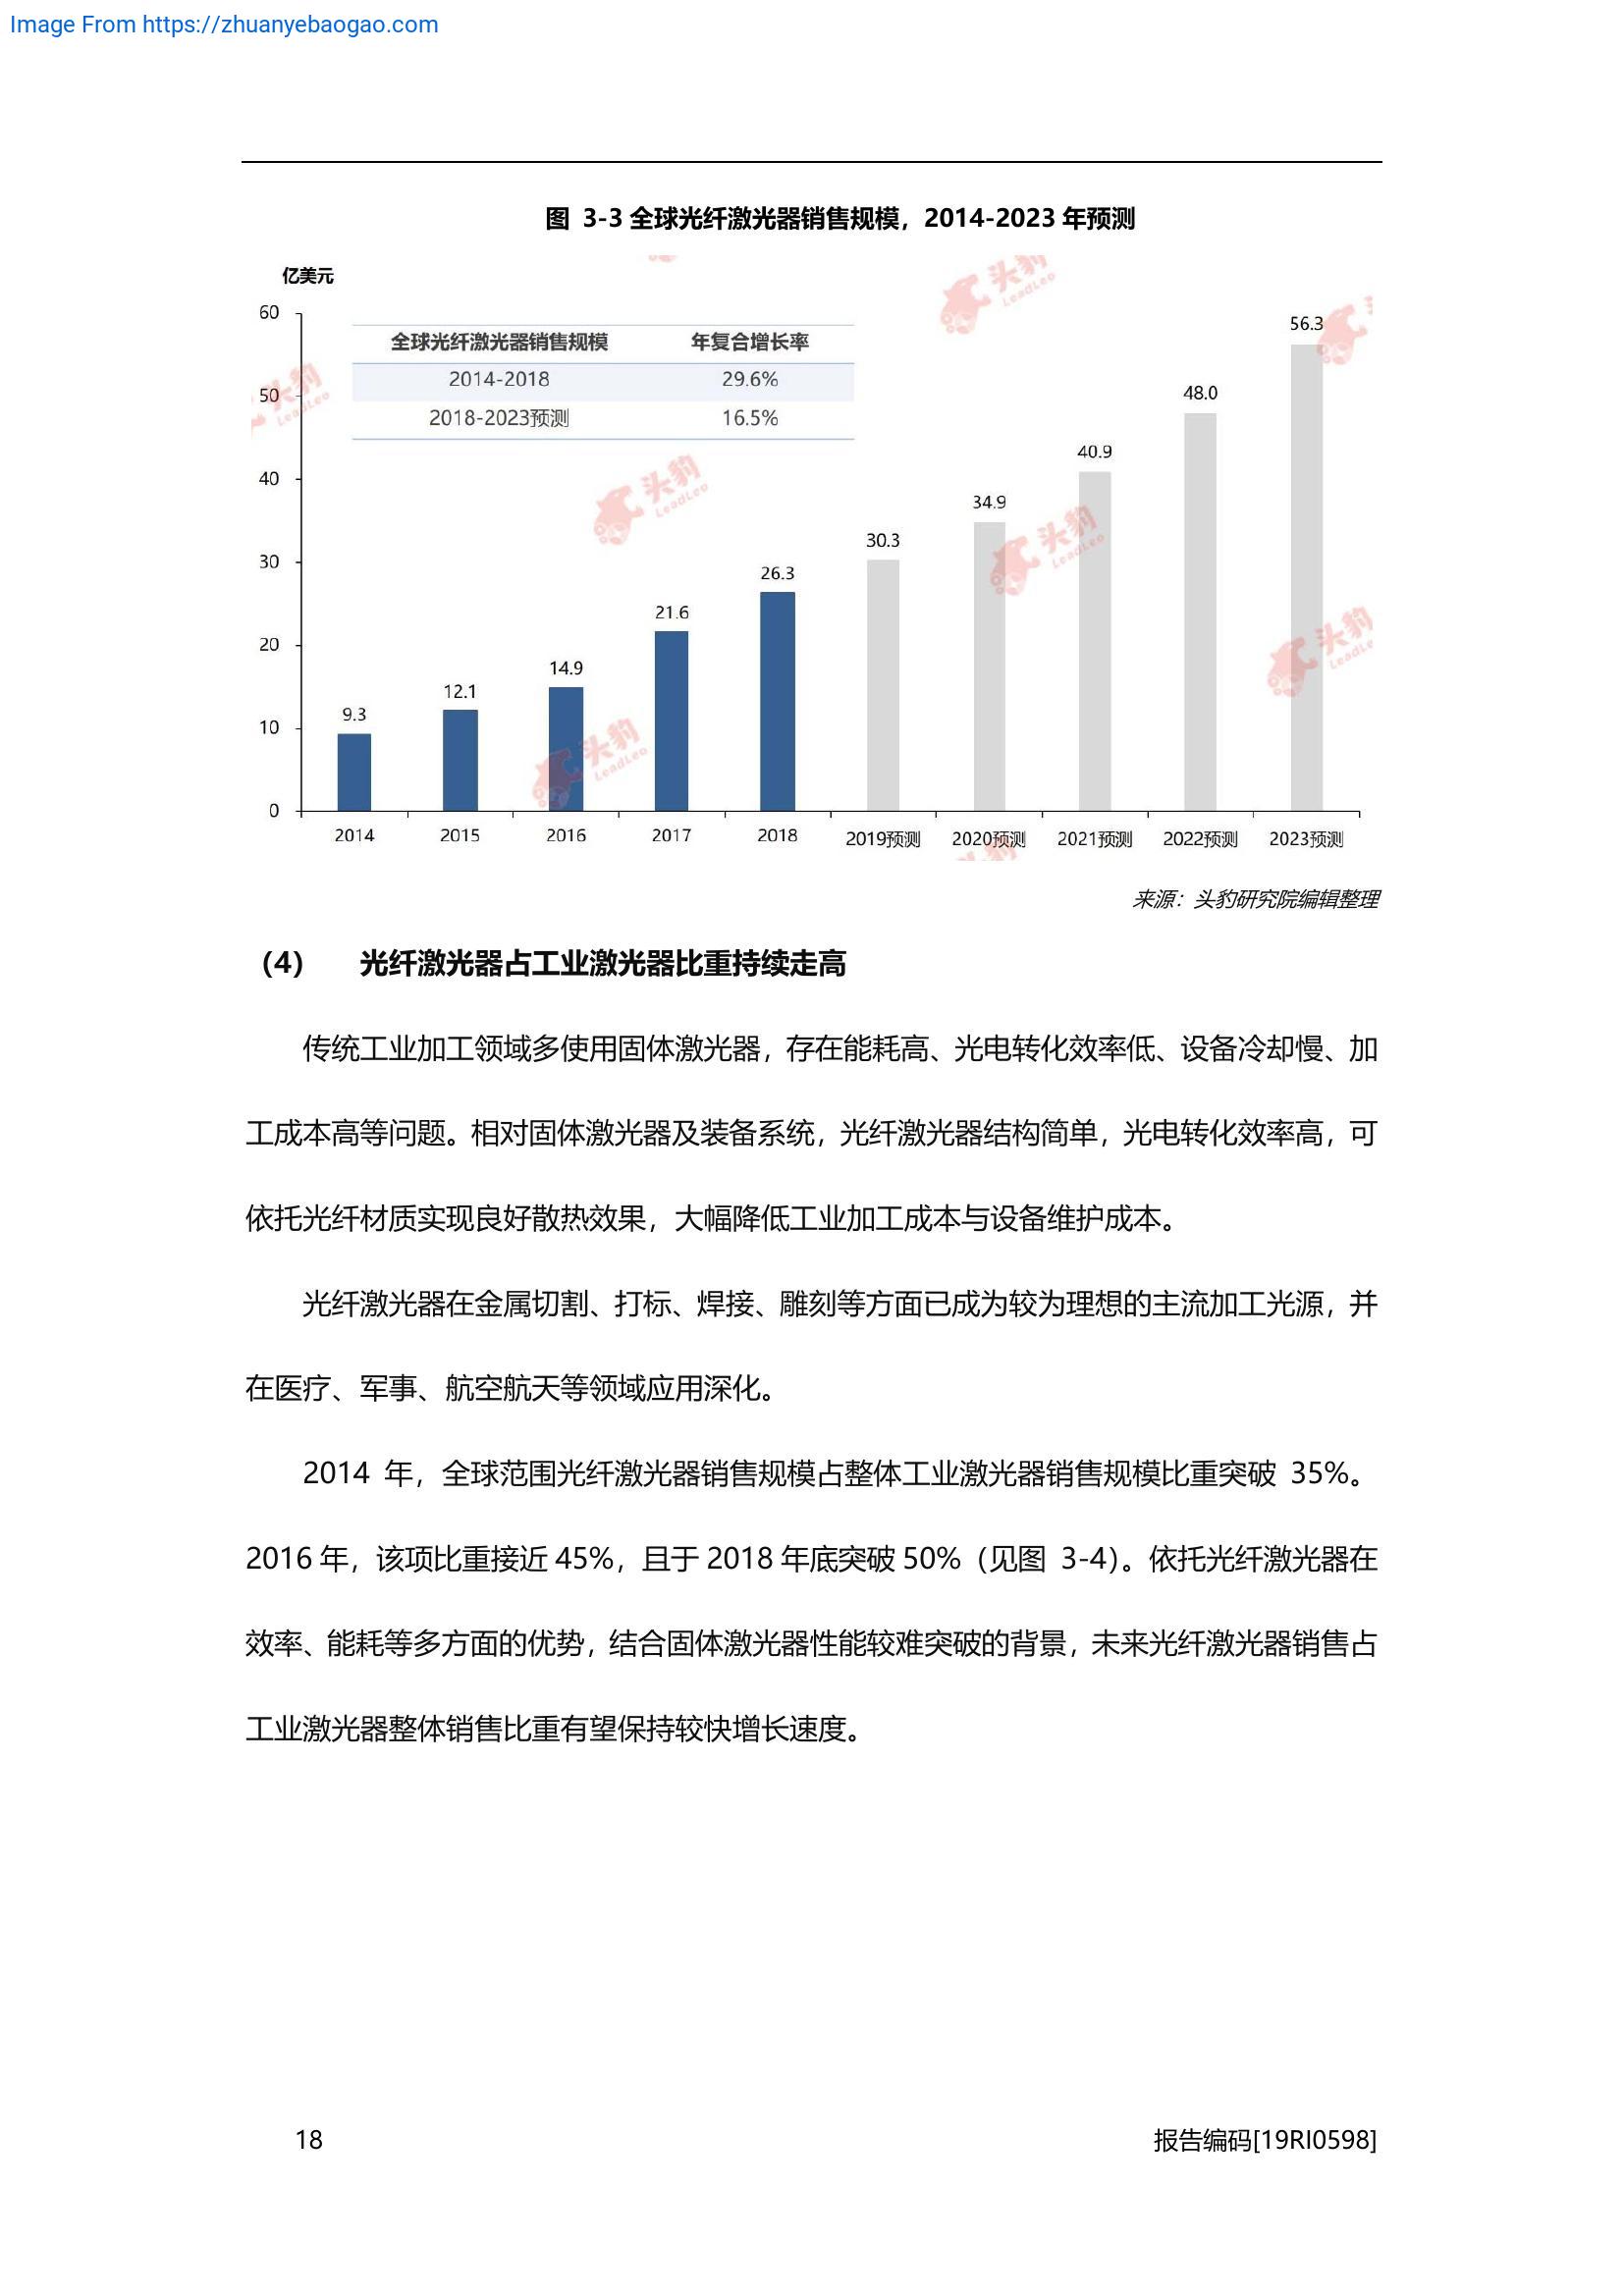 Image From https://zhuanyebaogao.com
图 3-3 全球光纤激光器销售规模，2014-2023 年预测
亿美元
60
50
40
30
20
10
0
全球光纤激光器销售规模 年复合增长率
2014-2018 29.6%
2018-2023预测 16.5%
9.3
12.1
14.9
21.6
26.3
30.3
34.9
40.9
48.0
56.3
2014 2015 2016 2017 2018 2019预测 2020预测 2021预测 2022预测 2023预测
头豹
LeadLeo
头豹
LeadLeo
头豹
LeadLeo
头豹
LeadLeo
头豹
LeadLeo
来源：头豹研究院编辑整理
（4） 光纤激光器占工业激光器比重持续走高
传统工业加工领域多使用固体激光器，存在能耗高、光电转化效率低、设备冷却慢、加
工成本高等问题。相对固体激光器及装备系统，光纤激光器结构简单，光电转化效率高，可
依托光纤材质实现良好散热效果，大幅降低工业加工成本与设备维护成本。
光纤激光器在金属切割、打标、焊接、雕刻等方面已成为较为理想的主流加工光源，并
在医疗、军事、航空航天等领域应用深化。
2014 年，全球范围光纤激光器销售规模占整体工业激光器销售规模比重突破 35%。
2016 年，该项比重接近 45%，且于 2018 年底突破 50%（见图 3-4）。依托光纤激光器在
效率、能耗等多方面的优势，结合固体激光器性能较难突破的背景，未来光纤激光器销售占
工业激光器整体销售比重有望保持较快增长速度。
18 报告编码[19RI0598]